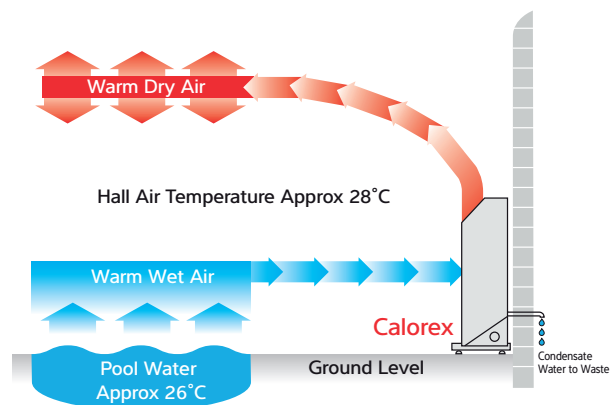 Warm Dry Air
Hall Air Temperature Approx 28°C
Warm Wet Air
Calorex
Pool Water
Approx 26°C
Ground Level
Condensate
Water to Waste